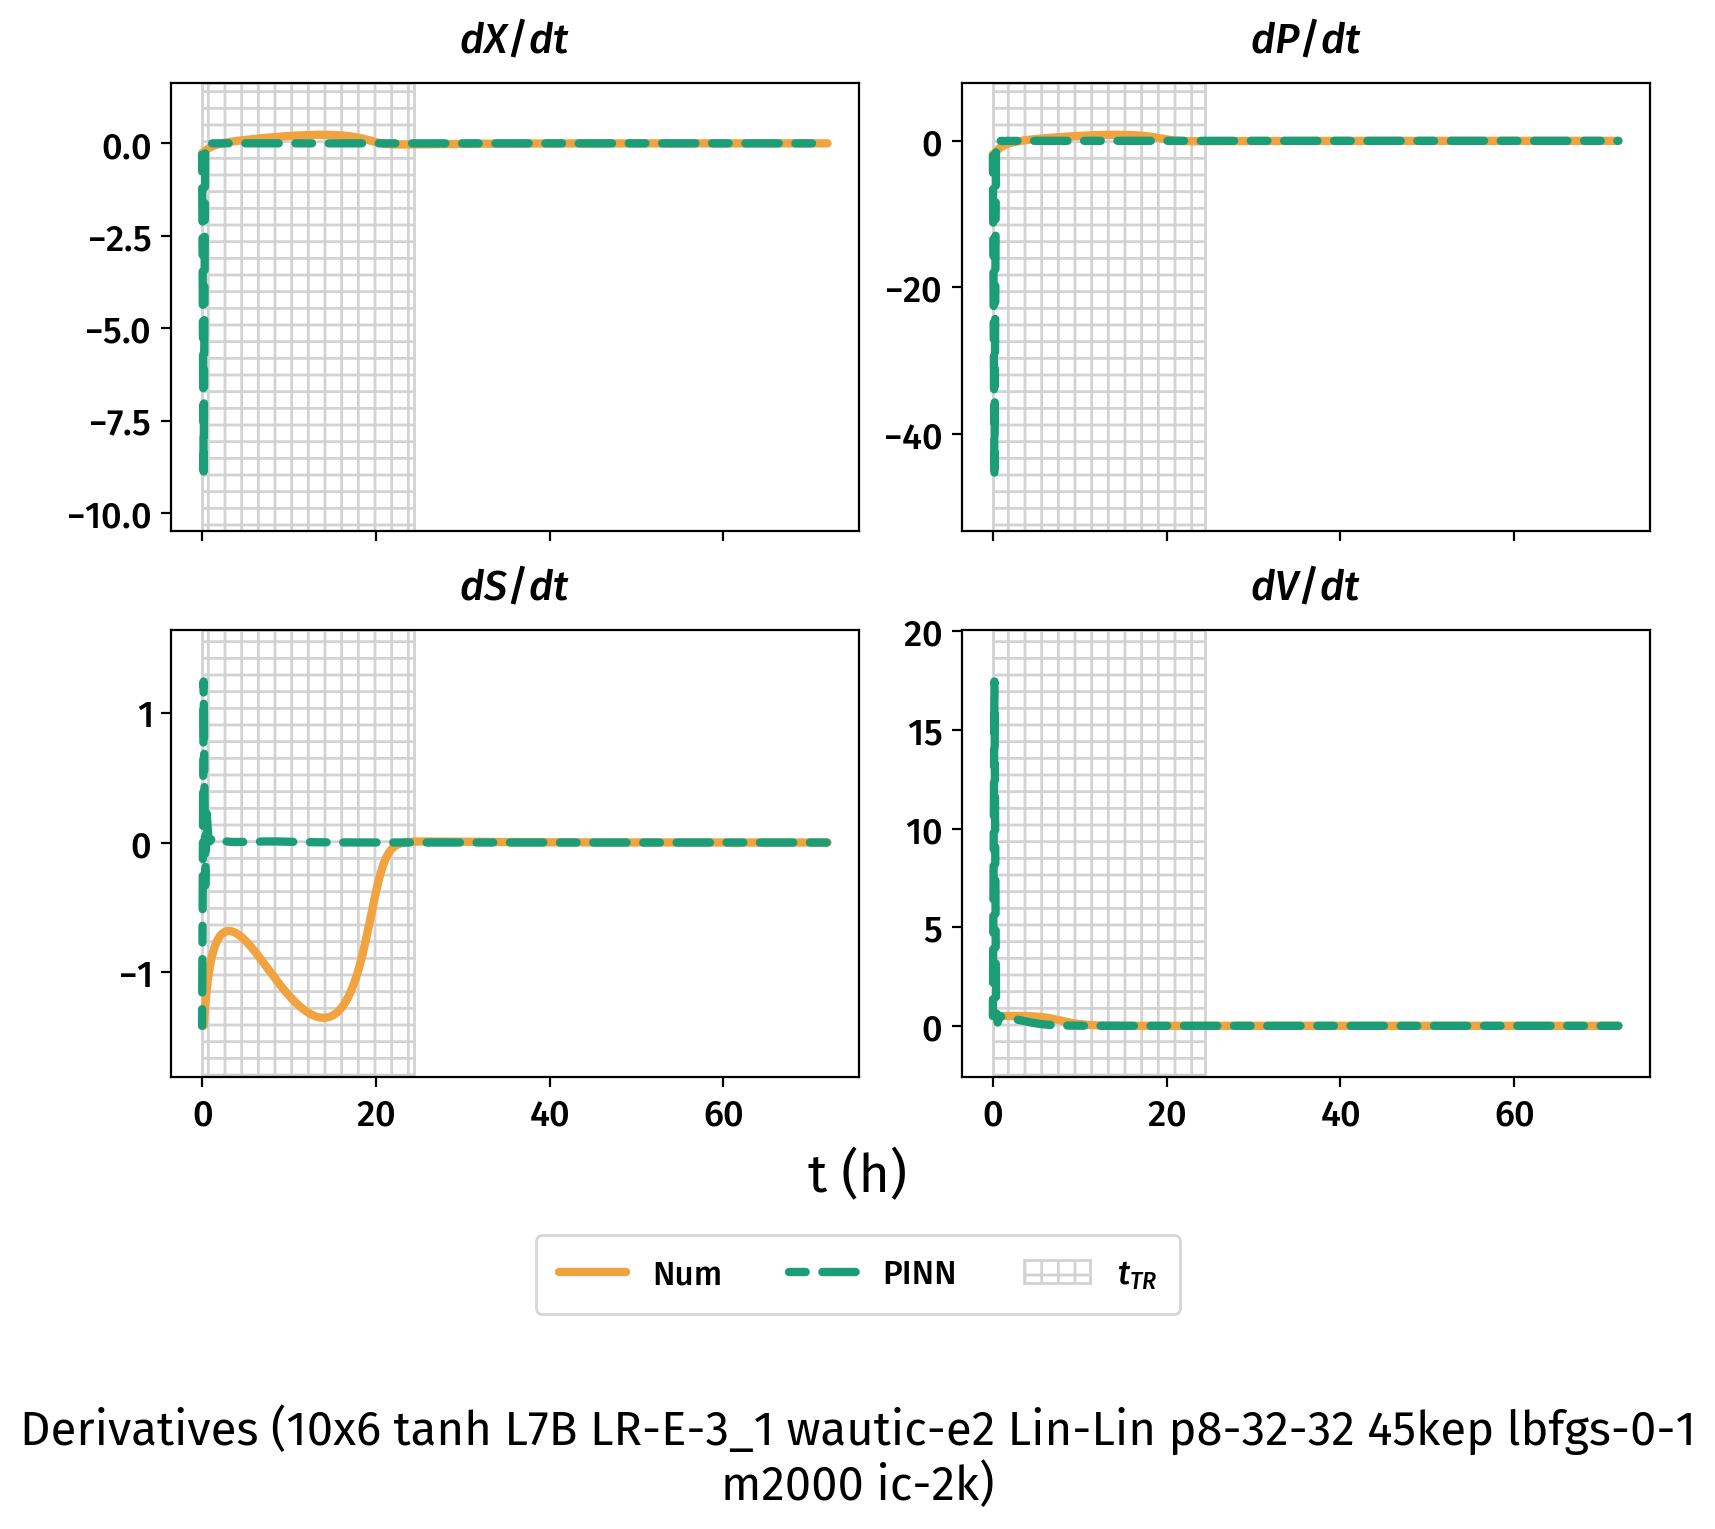 dX/dt
dP/dt
0.0
−2.5
−5.0
−7.5
−10.0
0
−20
−40
dS/dt
dV/dt
1
0
−1
20
15
10
5
0
0 20 40 60
0 20 40 60
t (h)
Num PINN tTR
Derivatives (10x6 tanh L7B LR-E-3_1 wautic-e2 Lin-Lin p8-32-32 45kep lbfgs-0-1
m2000 ic-2k)